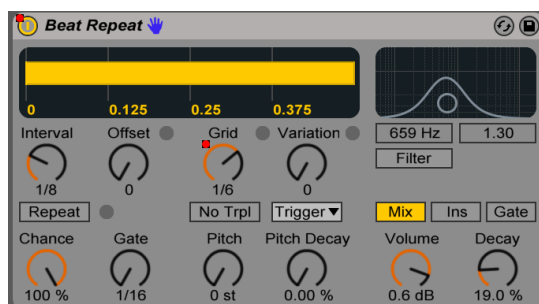 Beat Repeat
0 0.125 0.25 0.375
Interval Offset Grid Variation
1/8 0 1/6 0
659 Hz 1.30
Filter
Repeat No Trpl Trigger▼ Mix Ins Gate
Chance Gate Pitch Pitch Decay Volume Decay
100 % 1/16 0 st 0.00 % 0.6 dB 19.0 %